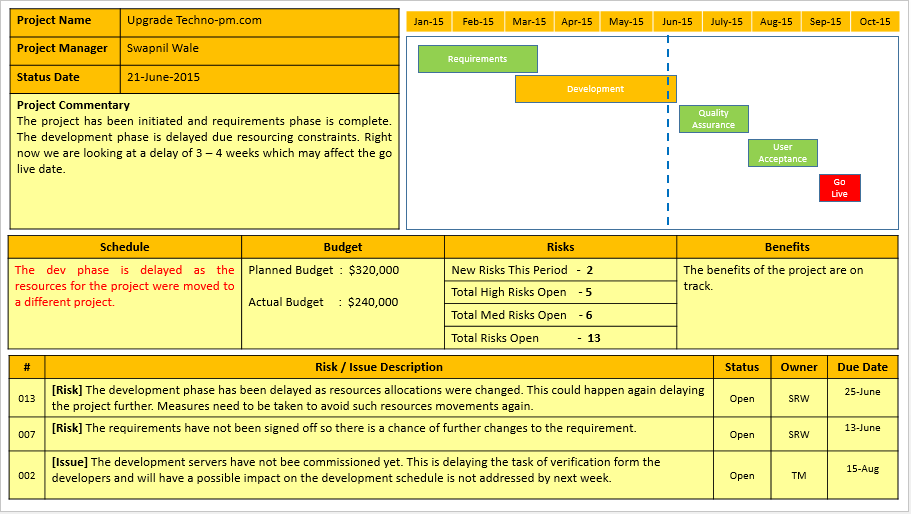 Project Name Upgrade Techno-pm.com
Project Manager Swapnil Wale
Status Date 21-June-2015
Project Commentary
The project has been initiated and requirements phase is complete.
The development phase is delayed due resourcing constraints. Right
now we are looking at a delay of 3 – 4 weeks which may affect the go
live date.
Jan-15 Feb-15 Mar-15 Apr-15 May-15 Jun-15 July-15 Aug-15 Sep-15 Oct-15
Requirements
Development
Quality
Assurance
User
Acceptance
Go
Live
Schedule Budget Risks Benefits
The dev phase is delayed as the
resources for the project were moved to
a different project.
Planned Budget : $320,000
Actual Budget : $240,000
New Risks This Period - 2
Total High Risks Open - 5
Total Med Risks Open - 6
Total Risks Open - 13
The benefits of the project are on
track.
# Risk / Issue Description Status Owner Due Date
013 [Risk] The development phase has been delayed as resources allocations were changed. This could happen again delaying
the project further. Measures need to be taken to avoid such resources movements again. Open SRW 25-June
007 [Risk] The requirements have not been signed off so there is a chance of further changes to the requirement. Open SRW 13-June
002 [Issue] The development servers have not bee commissioned yet. This is delaying the task of verification form the
developers and will have a possible impact on the development schedule is not addressed by next week. Open TM 15-Aug